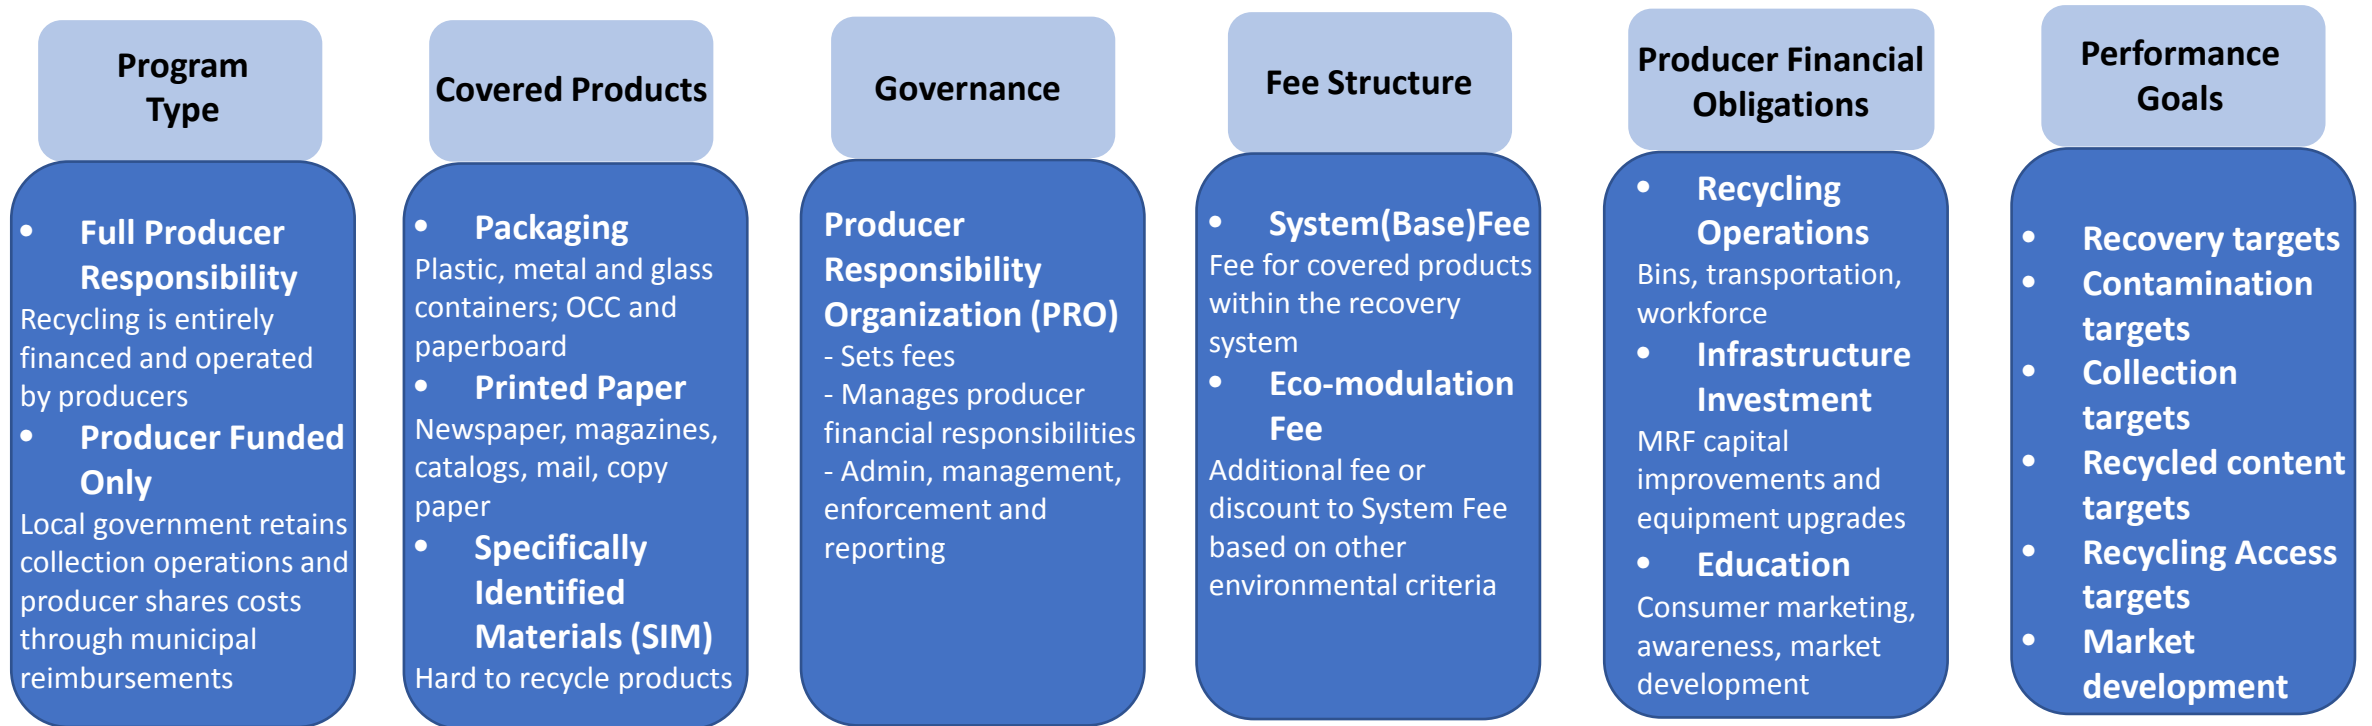 Program
Type
• Full Producer
Responsibility
Recycling is entirely
financed and operated
by producers
• Producer Funded
Only
Local government retains
collection operations and
producer shares costs
through municipal
reimbursements
Covered Products
• Packaging
Plastic, metal and glass
containers; OCC and
paperboard
• Printed Paper
Newspaper, magazines,
catalogs, mail, copy
paper
• Specifically
Identified
Materials (SIM)
Hard to recycle products
Governance
Producer
Responsibility
Organization (PRO)
- Sets fees
- Manages producer
financial responsibilities
- Admin, management,
enforcement and
reporting
Fee Structure
• System(Base)Fee
Fee for covered products
within the recovery
system
• Eco-modulation
Fee
Additional fee or
discount to System Fee
based on other
environmental criteria
Producer Financial
Obligations
• Recycling
Operations
Bins, transportation,
workforce
• Infrastructure
Investment
MRF capital
improvements and
equipment upgrades
• Education
Consumer marketing,
awareness, market
development
Performance
Goals
• Recovery targets
• Contamination
targets
• Collection
targets
• Recycled content
targets
• Recycling Access
targets
• Market
development